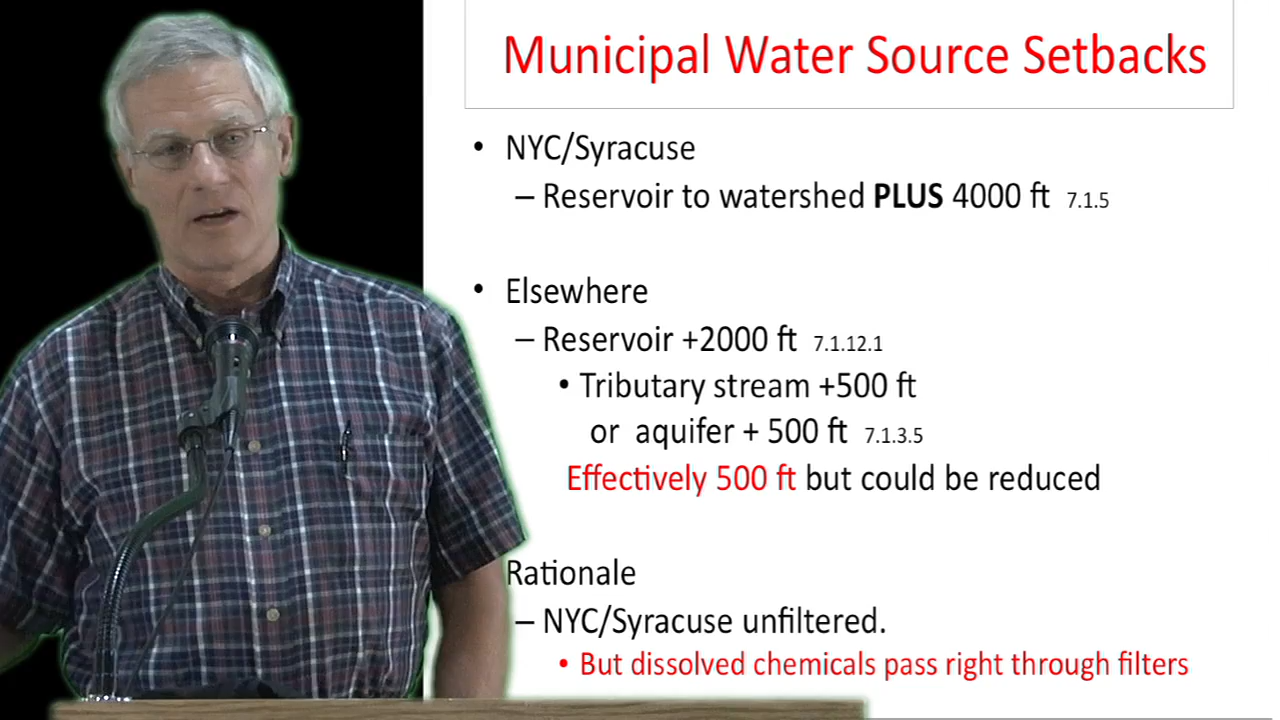 Municipal Water Source Setbacks
• NYC/Syracuse
– Reservoir to watershed PLUS 4000 ft 7.1.5
• Elsewhere
– Reservoir +2000 ft 7.1.12.1
• Tributary stream +500 ft
or aquifer + 500 ft 7.1.3.5
Effectively 500 ft but could be reduced
Rationale
– NYC/Syracuse unfiltered.
• But dissolved chemicals pass right through filters